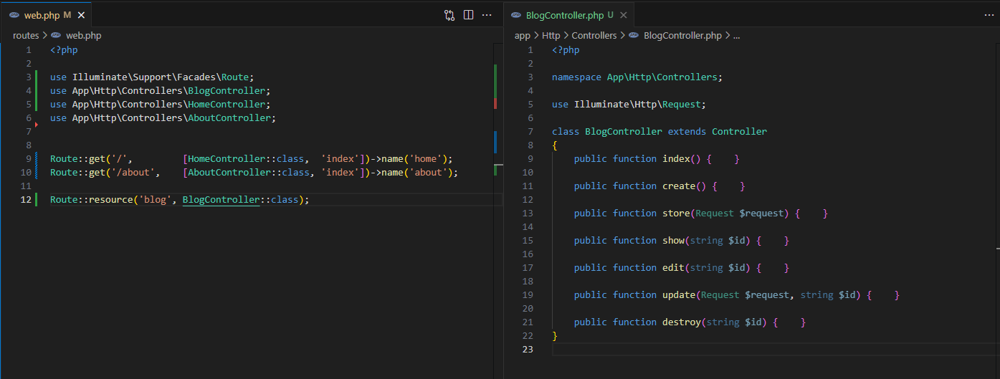 web.php M
routes > web.php
1 <?php
2
3 use Illuminate\Support\Facades\Route;
4 use App\Http\Controllers\BlogController;
5 use App\Http\Controllers\HomeController;
6 use App\Http\Controllers\AboutController;
7
8
9 Route::get('/',         [HomeController::class,  'index'])->name('home');
10 Route::get('/about',    [AboutController::class, 'index'])->name('about');
11
12 Route::resource('blog', BlogController::class);
BlogController.php U
app > Http > Controllers > BlogController.php > ...
1 <?php
2
3 namespace App\Http\Controllers;
4
5 use Illuminate\Http\Request;
6
7 class BlogController extends Controller
8 {
9     public function index() {    }
10
11     public function create() {    }
12
13     public function store(Request $request) {    }
14
15     public function show(string $id) {    }
16
17     public function edit(string $id) {    }
18
19     public function update(Request $request, string $id) {    }
20
21     public function destroy(string $id) {    }
22 }
23